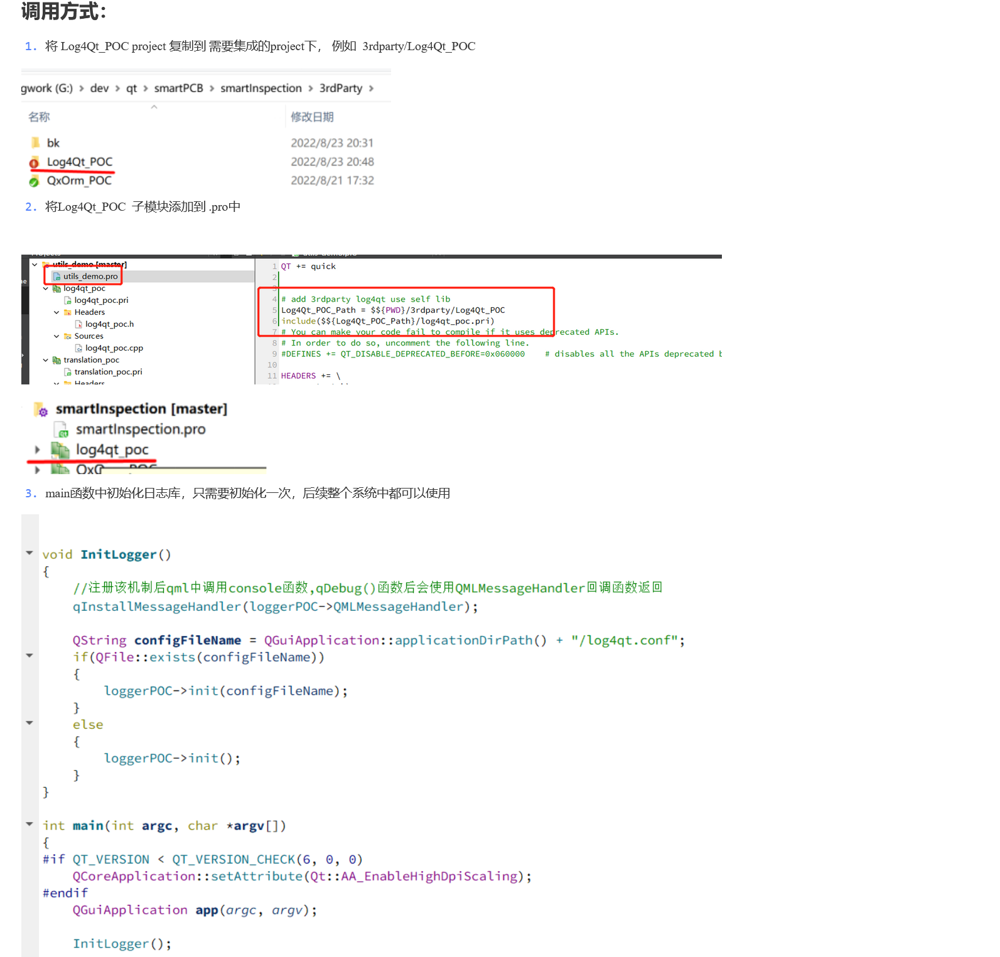 调用方式：
1. 将 Log4Qt_POC project 复制到 需要集成的project下， 例如 3rdparty/Log4Qt_POC
gwork (G:) › dev › qt › smartPCB › smartInspection › 3rdParty ›
名称 修改日期
bk 2022/8/23 20:31
Log4Qt_POC 2022/8/23 20:48
QxOrm_POC 2022/8/21 17:32
2. 将Log4Qt_POC 子模块添加到 .pro中
utils_demo [master]
utils_demo.pro
log4qt_poc
log4qt_poc.pri
Headers
log4qt_poc.h
Sources
log4qt_poc.cpp
translation_poc
translation_poc.pri
Headers
1 QT += quick
2
3
4 # add 3rdparty log4qt use self lib
5 Log4Qt_POC_Path = $${PWD}/3rdparty/Log4Qt_POC
6 include($${Log4Qt_POC_Path}/log4qt_poc.pri)
7 # You can make your code fail to compile if it uses deprecated APIs.
8 # In order to do so, uncomment the following line.
9 #DEFINES += QT_DISABLE_DEPRECATED_BEFORE=0x060000    # disables all the APIs deprecated b
10
11 HEADERS += \
smartInspection [master]
smartInspection.pro
log4qt_poc
3. main函数中初始化日志库，只需要初始化一次，后续整个系统中都可以使用
void InitLogger()
{
//注册该机制后qml中调用console函数,qDebug()函数后会使用QMLMessageHandler回调函数返回
qInstallMessageHandler(loggerPOC->QMLMessageHandler);
QString configFileName = QGuiApplication::applicationDirPath() + "/log4qt.conf";
if(QFile::exists(configFileName))
{
loggerPOC->init(configFileName);
}
else
{
loggerPOC->init();
}
}
int main(int argc, char *argv[])
{
#if QT_VERSION < QT_VERSION_CHECK(6, 0, 0)
QCoreApplication::setAttribute(Qt::AA_EnableHighDpiScaling);
#endif
QGuiApplication app(argc, argv);
InitLogger();